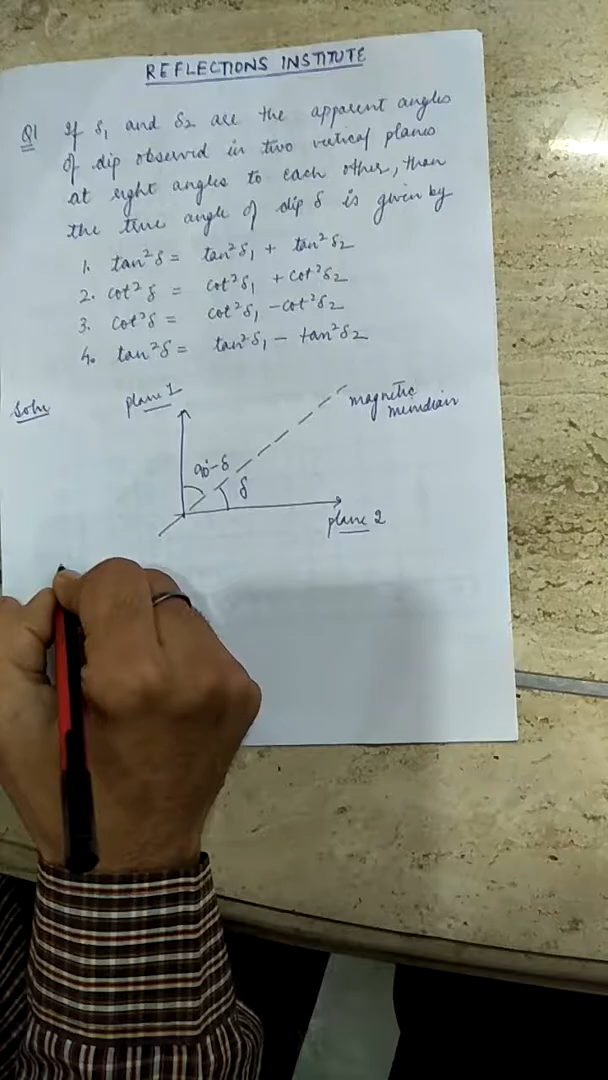 REFLECTIONS INSTITUTE
Q1 If δ1 and δ2 are the apparent angles
of dip observed in two vertical planes
at right angles to each other, then
the true angle of dip δ is given by
1. tan²δ = tan²δ1 + tan²δ2
2. cot²δ = cot²δ1 + cot²δ2
3. cot²δ = cot²δ1 - cot²δ2
4. tan²δ = tan²δ1 - tan²δ2
Soln
plane 1
magnetic
meridian
90-δ
δ
plane 2